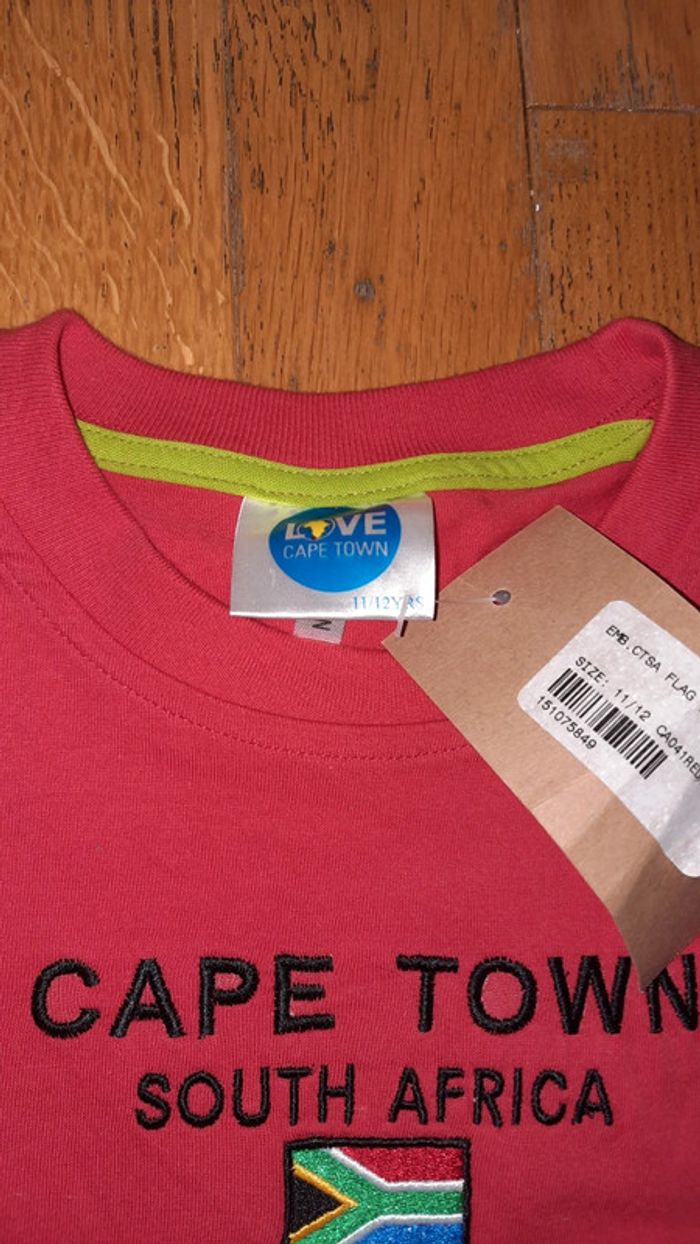 LOVE
CAPE TOWN
11/12YRS
EMB.CTSA FLAG
SIZE: 11/12 CA041RED
151075849
CAPE TOWN
SOUTH AFRICA